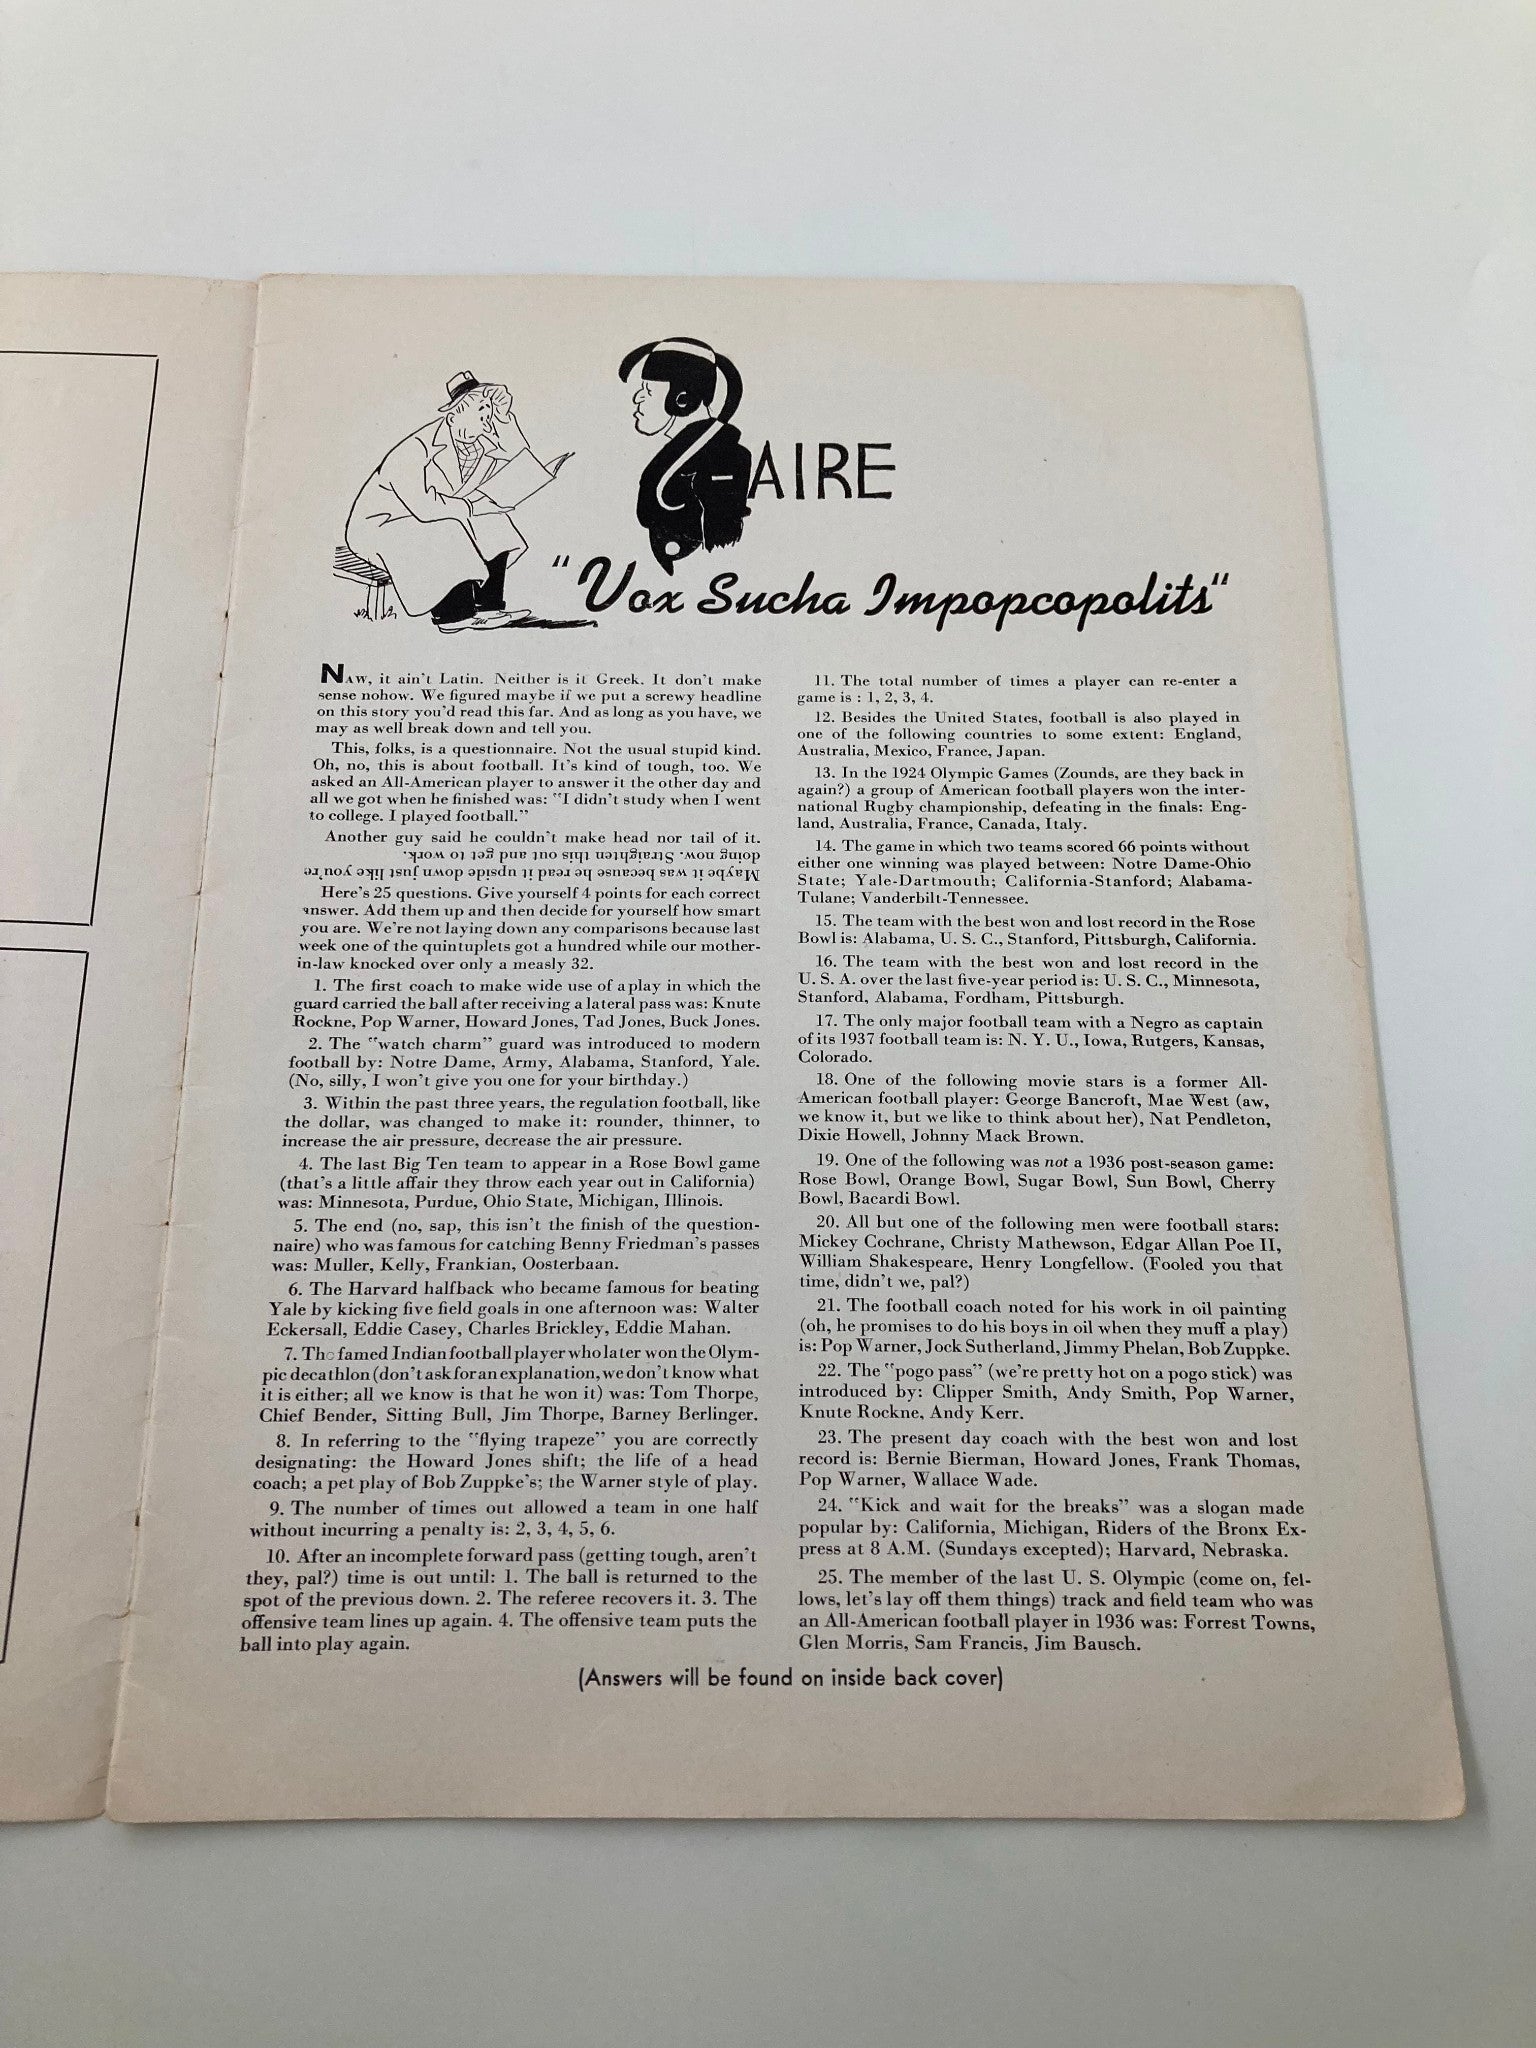 -AIRE
"Vox Sucha Impopcopolits"
NAW, it ain't Latin. Neither is it Greek. It don't make
sense nohow. We figured maybe if we put a screwy headline
on this story you'd read this far. And as long as you have, we
may as well break down and tell you.
This, folks, is a questionnaire. Not the usual stupid kind.
Oh, no, this is about football. It's kind of tough, too. We
asked an All-American player to answer it the other day and
all we got when he finished was: "I didn't study when I went
to college. I played football."
Another guy said he couldn't make head nor tail of it.
Maybe it was because he read it upside down just like you're
doing now. Straighten this out and get to work.
Here's 25 questions. Give yourself 4 points for each correct
answer. Add them up and then decide for yourself how smart
you are. We're not laying down any comparisons because last
week one of the quintuplets got a hundred while our mother-
in-law knocked over only a measly 32.
1. The first coach to make wide use of a play in which the
guard carried the ball after receiving a lateral pass was: Knute
Rockne, Pop Warner, Howard Jones, Tad Jones, Buck Jones.
2. The "watch charm" guard was introduced to modern
football by: Notre Dame, Army, Alabama, Stanford, Yale.
(No, silly, I won't give you one for your birthday.)
3. Within the past three years, the regulation football, like
the dollar, was changed to make it: rounder, thinner, to
increase the air pressure, decrease the air pressure.
4. The last Big Ten team to appear in a Rose Bowl game
(that's a little affair they throw each year out in California)
was: Minnesota, Purdue, Ohio State, Michigan, Illinois.
5. The end (no, sap, this isn't the finish of the question-
naire) who was famous for catching Benny Friedman's passes
was: Muller, Kelly, Frankian, Oosterbaan.
6. The Harvard halfback who became famous for beating
Yale by kicking five field goals in one afternoon was: Walter
Eckersall, Eddie Casey, Charles Brickley, Eddie Mahan.
7. The famed Indian football player who later won the Olym-
pic decathlon (don't ask for an explanation, we don't know what
it is either; all we know is that he won it) was: Tom Thorpe,
Chief Bender, Sitting Bull, Jim Thorpe, Barney Berlinger.
8. In referring to the "flying trapeze" you are correctly
designating: the Howard Jones shift; the life of a head
coach; a pet play of Bob Zuppke's; the Warner style of play.
9. The number of times out allowed a team in one half
without incurring a penalty is: 2, 3, 4, 5, 6.
10. After an incomplete forward pass (getting tough, aren't
they, pal?) time is out until: 1. The ball is returned to the
spot of the previous down. 2. The referee recovers it. 3. The
offensive team lines up again. 4. The offensive team puts the
ball into play again.
11. The total number of times a player can re-enter a
game is : 1, 2, 3, 4.
12. Besides the United States, football is also played in
one of the following countries to some extent: England,
Australia, Mexico, France, Japan.
13. In the 1924 Olympic Games (Zounds, are they back in
again?) a group of American football players won the inter-
national Rugby championship, defeating in the finals: Eng-
land, Australia, France, Canada, Italy.
14. The game in which two teams scored 66 points without
either one winning was played between: Notre Dame-Ohio
State; Yale-Dartmouth; California-Stanford; Alabama-
Tulane; Vanderbilt-Tennessee.
15. The team with the best won and lost record in the Rose
Bowl is: Alabama, U. S. C., Stanford, Pittsburgh, California.
16. The team with the best won and lost record in the
U. S. A. over the last five-year period is: U. S. C., Minnesota,
Stanford, Alabama, Fordham, Pittsburgh.
17. The only major football team with a Negro as captain
of its 1937 football team is: N. Y. U., Iowa, Rutgers, Kansas,
Colorado.
18. One of the following movie stars is a former All-
American football player: George Bancroft, Mae West (aw,
we know it, but we like to think about her), Nat Pendleton,
Dixie Howell, Johnny Mack Brown.
19. One of the following was not a 1936 post-season game:
Rose Bowl, Orange Bowl, Sugar Bowl, Sun Bowl, Cherry
Bowl, Bacardi Bowl.
20. All but one of the following men were football stars:
Mickey Cochrane, Christy Mathewson, Edgar Allan Poe II,
William Shakespeare, Henry Longfellow. (Fooled you that
time, didn't we, pal?)
21. The football coach noted for his work in oil painting
(oh, he promises to do his boys in oil when they muff a play)
is: Pop Warner, Jock Sutherland, Jimmy Phelan, Bob Zuppke.
22. The "pogo pass" (we're pretty hot on a pogo stick) was
introduced by: Clipper Smith, Andy Smith, Pop Warner,
Knute Rockne, Andy Kerr.
23. The present day coach with the best won and lost
record is: Bernie Bierman, Howard Jones, Frank Thomas,
Pop Warner, Wallace Wade.
24. "Kick and wait for the breaks" was a slogan made
popular by: California, Michigan, Riders of the Bronx Ex-
press at 8 A.M. (Sundays excepted); Harvard, Nebraska.
25. The member of the last U. S. Olympic (come on, fel-
lows, let's lay off them things) track and field team who was
an All-American football player in 1936 was: Forrest Towns,
Glen Morris, Sam Francis, Jim Bausch.
(Answers will be found on inside back cover)